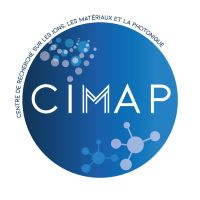 CENTRE DE RECHERCHE SUR LES IONS, LES MATÉRIAUX ET LA PHOTONIQUE
CIMAP